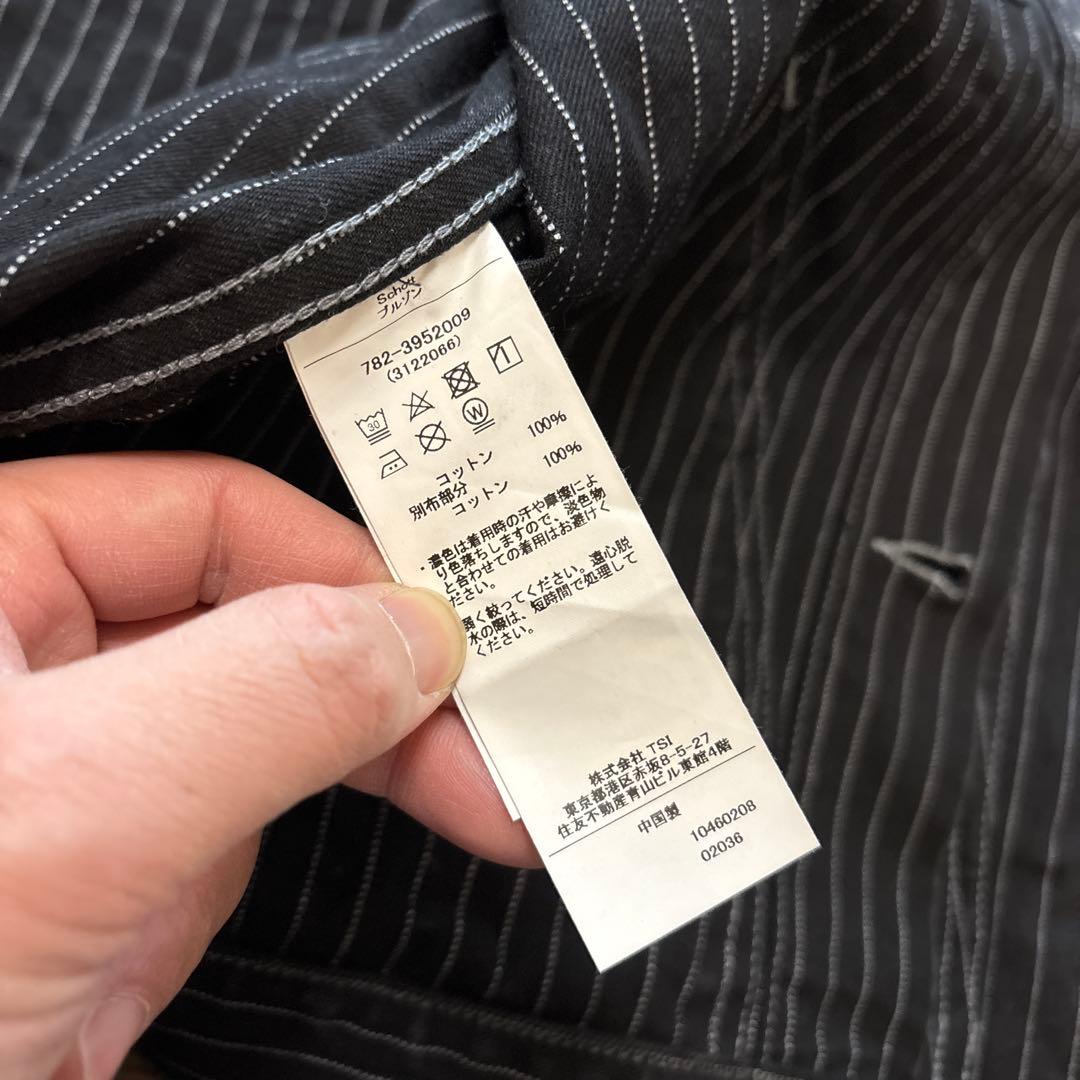 Schott
ブルゾン
782-3952009
(3122066)
30
W
コットン 100%
別布部分
コットン 100%
・濃色は着用時の汗や摩擦によ
り色落ちしますので、淡色物
と合わせての着用はお避けく
ださい。
弱く絞ってください。遠心脱
水の際は、短時間で処理して
ください。
株式会社 TSI
東京都港区赤坂8-5-27
住友不動産青山ビル東館4階
中国製 10460208
02036